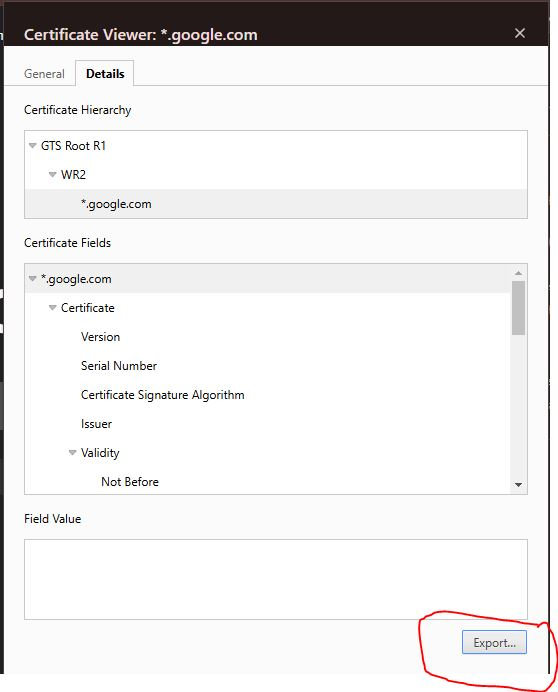 Certificate Viewer: *.google.com
General Details
Certificate Hierarchy
GTS Root R1
WR2
*.google.com
Certificate Fields
*.google.com
Certificate
Version
Serial Number
Certificate Signature Algorithm
Issuer
Validity
Not Before
Field Value
Export...